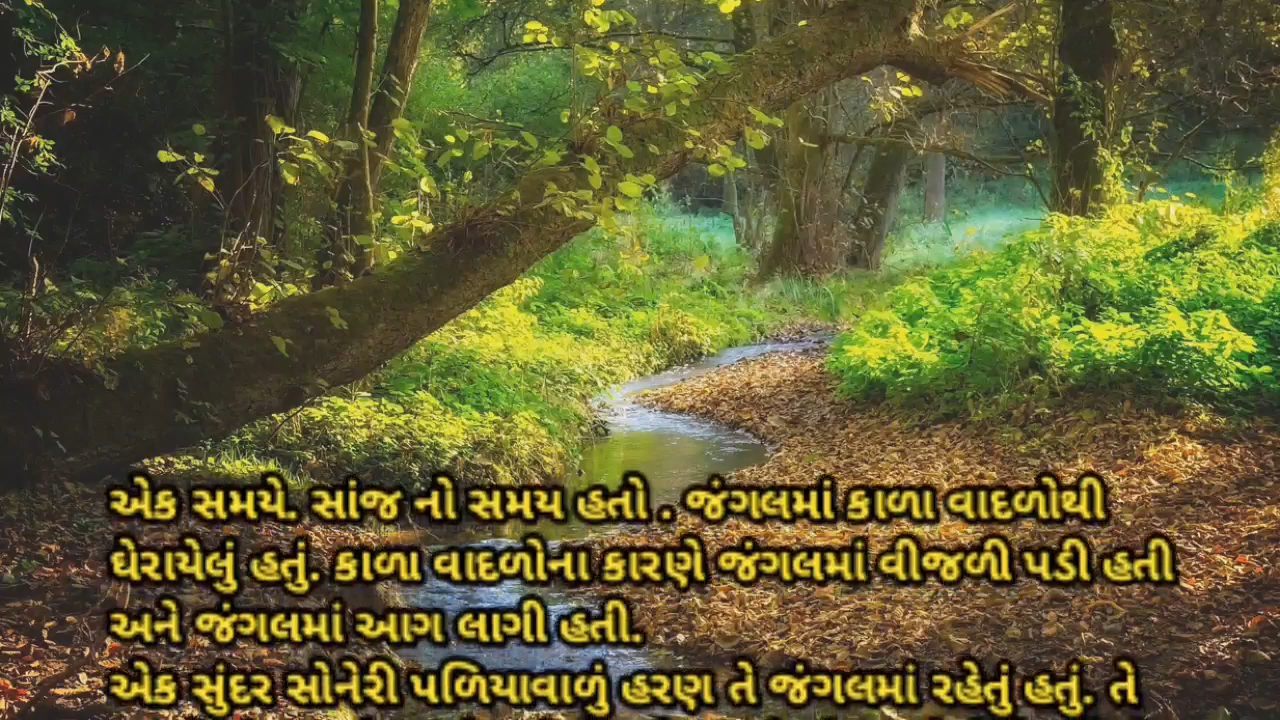 એક સમયે. સાંજ નો સમય હતો . જંગલમાં કાળા વાદળોથી
ઘેરાયેલું હતું. કાળા વાદળોના કારણે જંગલમાં વીજળી પડી હતી
અને જંગલમાં આગ લાગી હતી.
એક સુંદર સોનેરી પળિયાવાળું હરણ તે જંગલમાં રહેતું હતું. તે